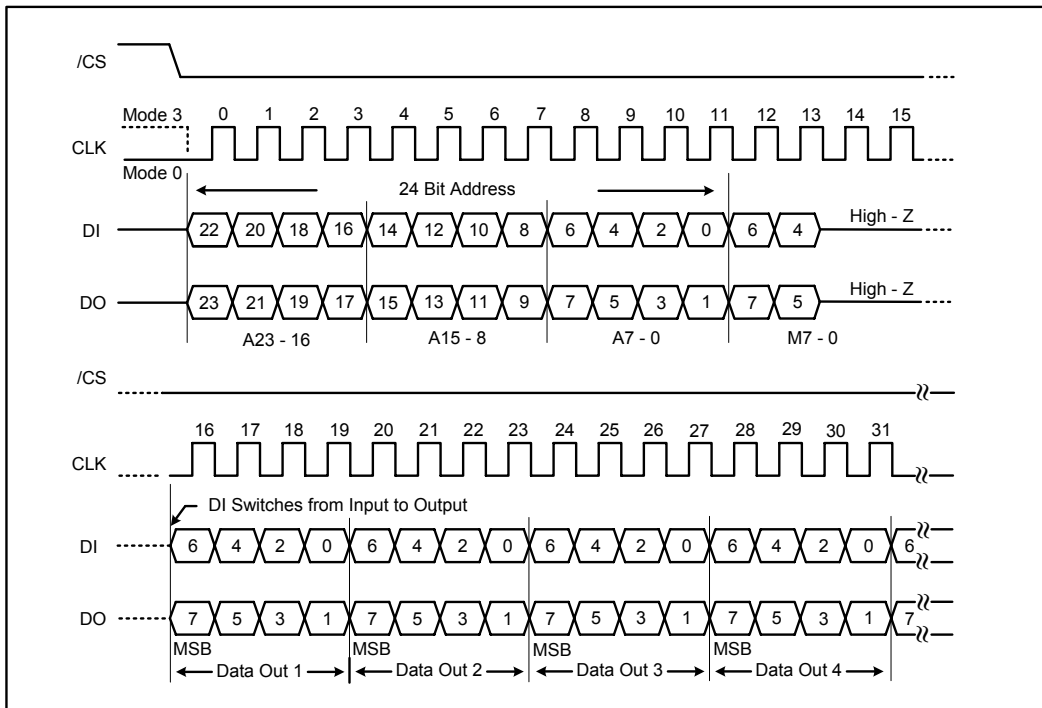 /CS
Mode 3 0 1 2 3 4 5 6 7 8 9 10 11 12 13 14 15
CLK
Mode 0
24 Bit Address
DI 22 20 18 16 14 12 10 8 6 4 2 0 6 4 High - Z
DO 23 21 19 17 15 13 11 9 7 5 3 1 7 5 High - Z
A23 - 16 A15 - 8 A7 - 0 M7 - 0
/CS
16 17 18 19 20 21 22 23 24 25 26 27 28 29 30 31
CLK
DI Switches from Input to Output
DI 6 4 2 0 6 4 2 0 6 4 2 0 6 4 2 0 6
DO 7 5 3 1 7 5 3 1 7 5 3 1 7 5 3 1 7
MSB MSB MSB MSB
Data Out 1 Data Out 2 Data Out 3 Data Out 4